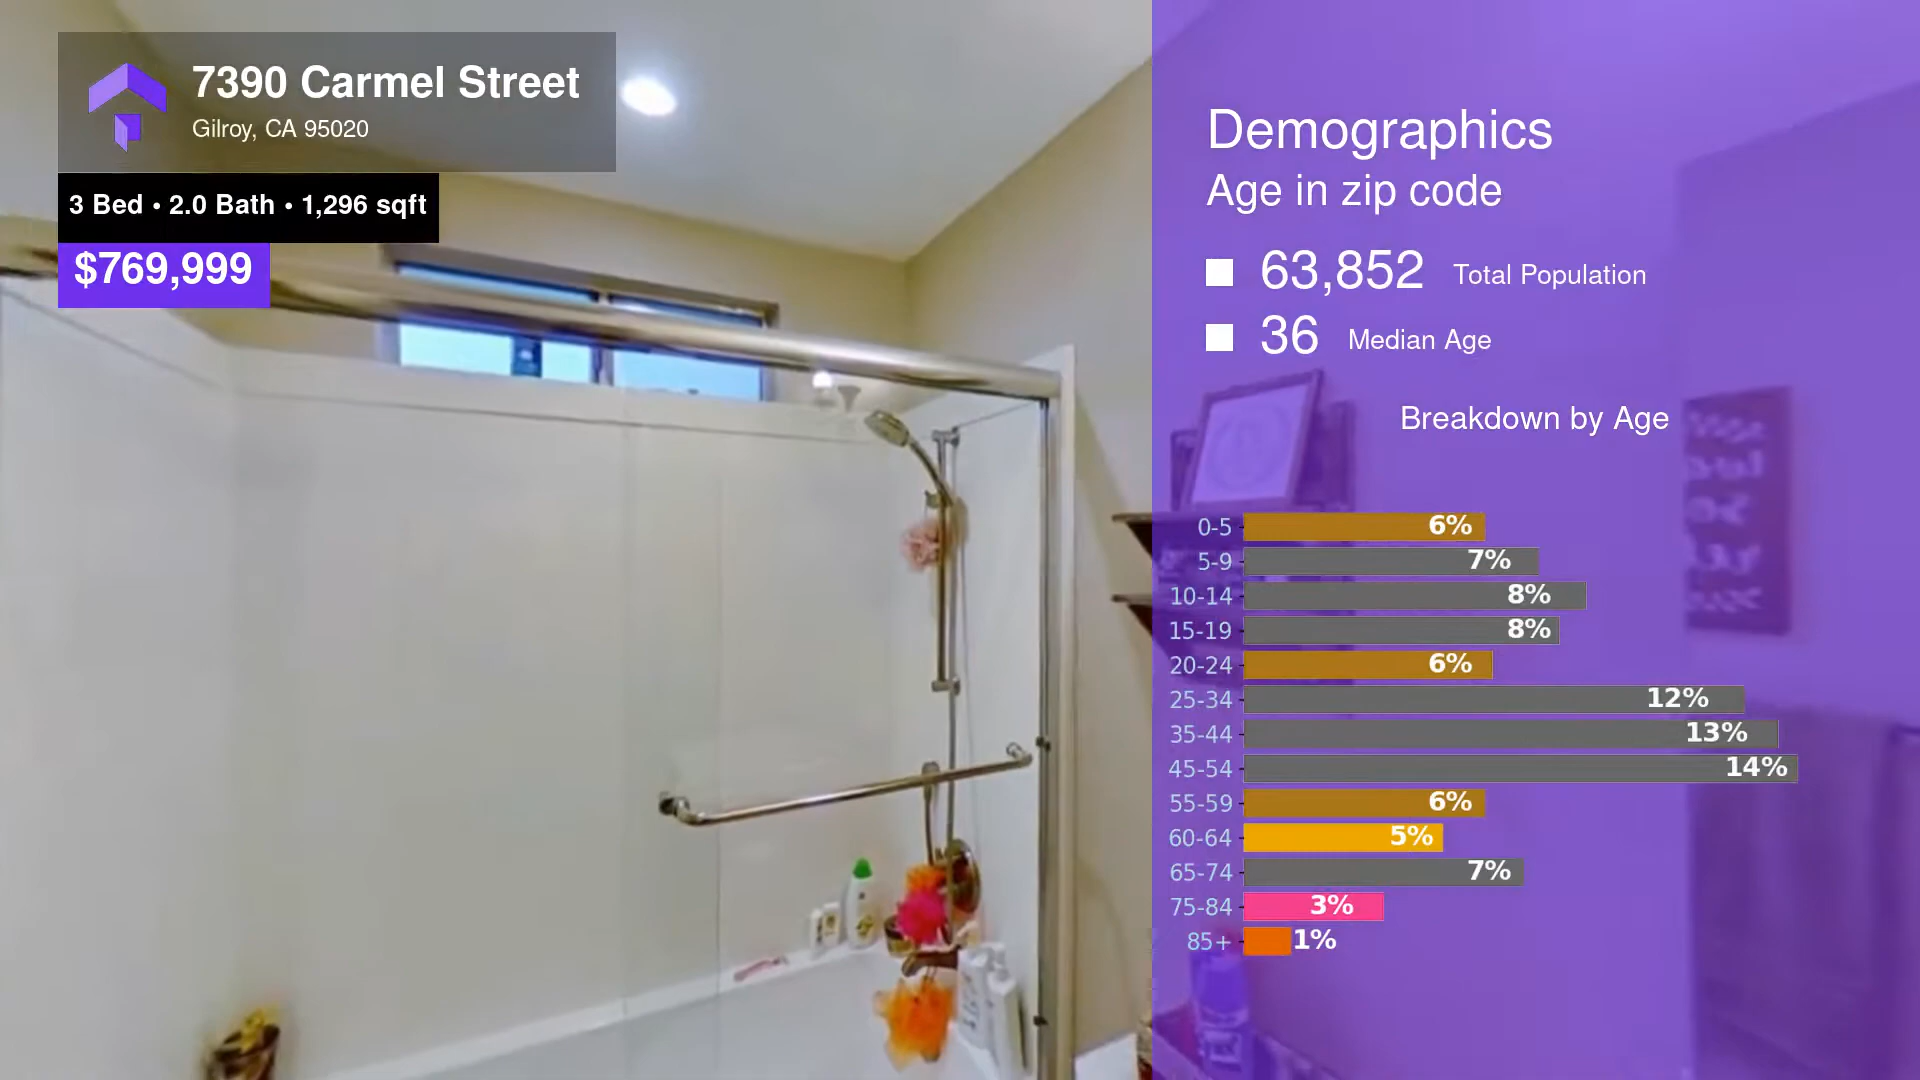 7390 Carmel Street
Gilroy, CA 95020
3 Bed • 2.0 Bath • 1,296 sqft
$769,999
Demographics
Age in zip code
63,852 Total Population
36 Median Age
Breakdown by Age
0-5 6%
5-9 7%
10-14 8%
15-19 8%
20-24 6%
25-34 12%
35-44 13%
45-54 14%
55-59 6%
60-64 5%
65-74 7%
75-84 3%
85+ 1%